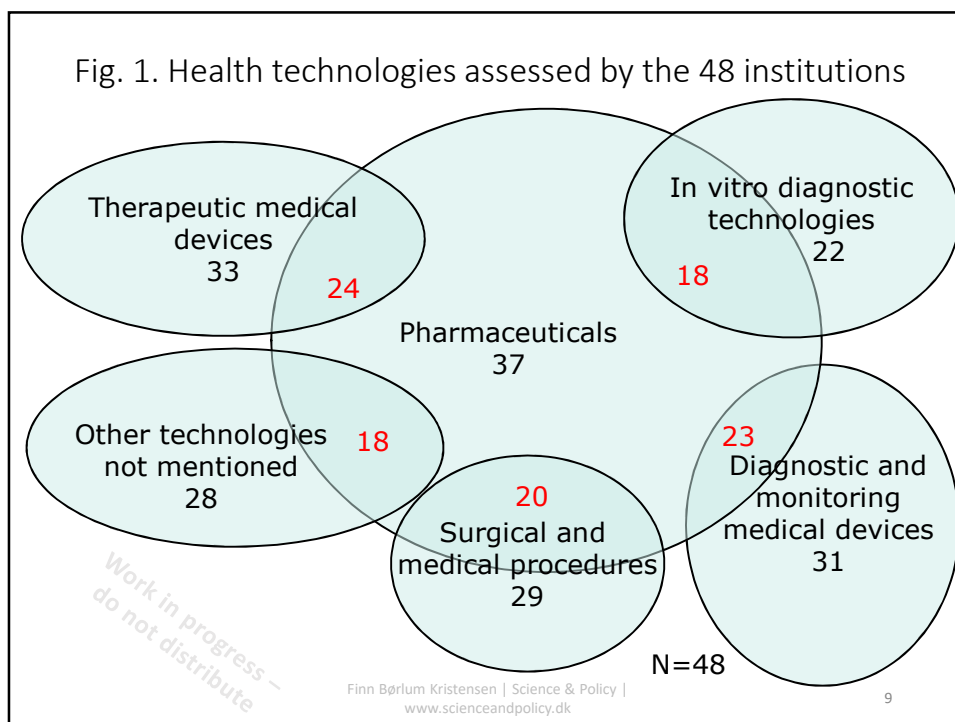 Fig. 1. Health technologies assessed by the 48 institutions
Therapeutic medical
devices
33
24
In vitro diagnostic
technologies
22
18
Pharmaceuticals
37
Other technologies
not mentioned
28
18
20
Surgical and
medical procedures
29
23
Diagnostic and
monitoring
medical devices
31
N=48
Work in progress –
do not distribute
Finn Børlum Kristensen | Science & Policy |
www.scienceandpolicy.dk
9